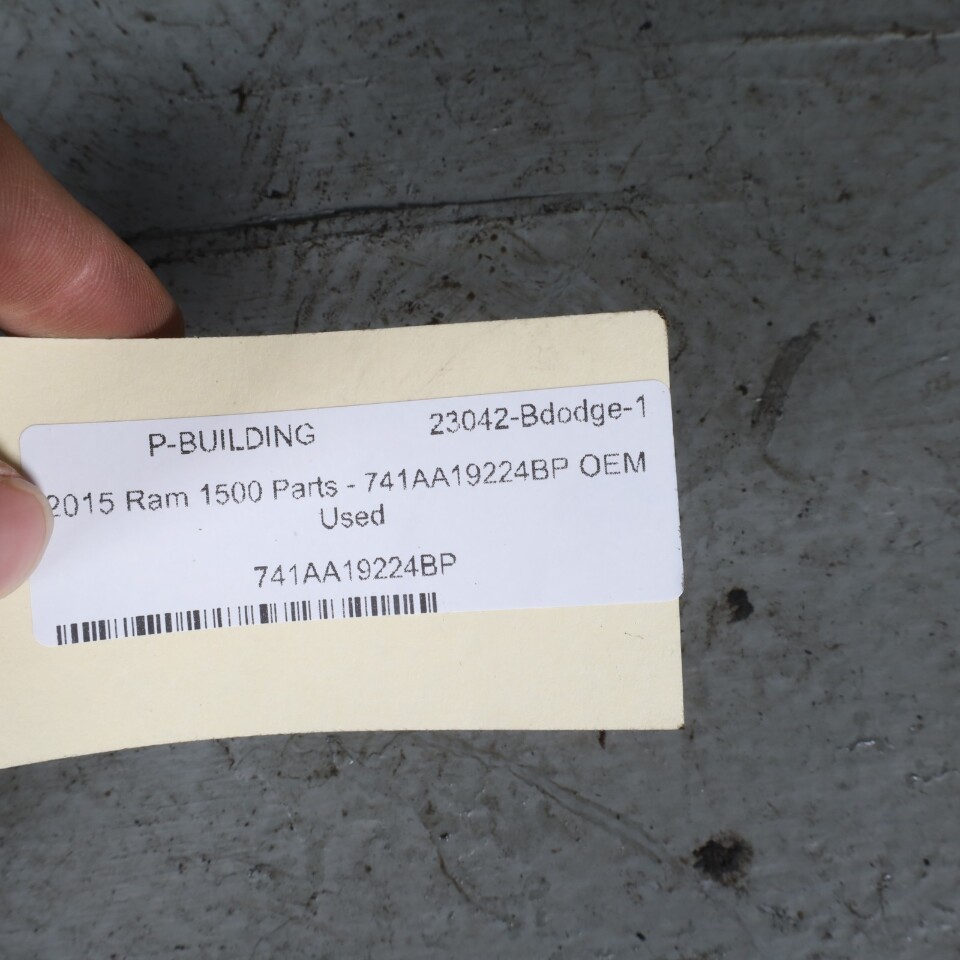 P-BUILDING 23042-Bdodge-1
2015 Ram 1500 Parts - 741AA19224BP OEM
Used
741AA19224BP